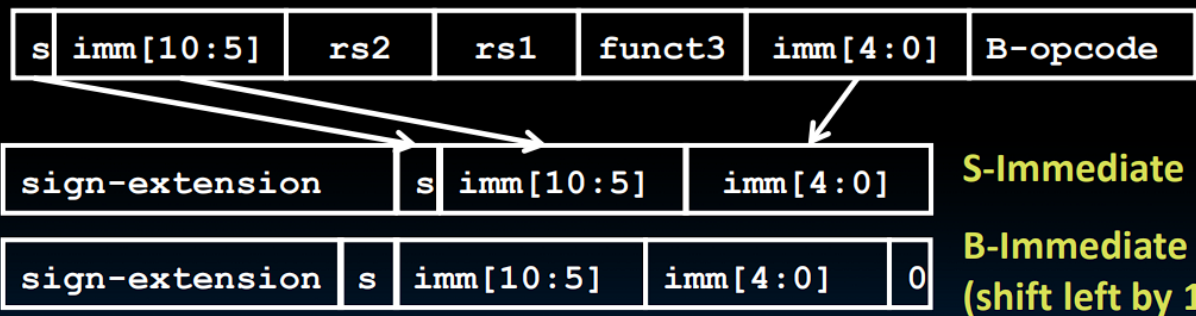 s imm[10:5] rs2 rs1 funct3 imm[4:0] B-opcode
sign-extension s imm[10:5] imm[4:0] S-Immediate
sign-extension s imm[10:5] imm[4:0] 0 B-Immediate
(shift left by 1